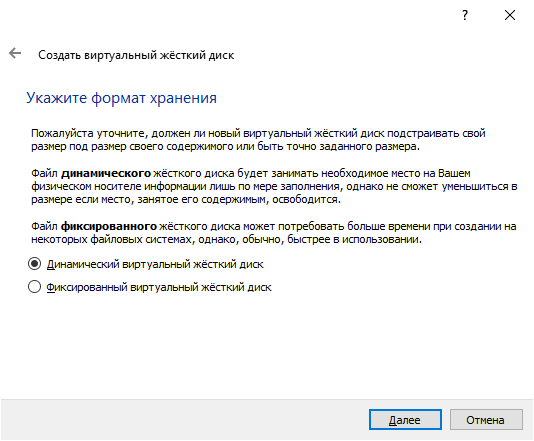 ?
Создать виртуальный жёсткий диск
Укажите формат хранения
Пожалуйста уточните, должен ли новый виртуальный жёсткий диск подстраивать свой
размер под размер своего содержимого или быть точно заданного размера.
Файл динамического жёсткого диска будет занимать необходимое место на Вашем
физическом носителе информации лишь по мере заполнения, однако не сможет уменьшиться в
размере если место, занятое его содержимым, освободится.
Файл фиксированного жёсткого диска может потребовать больше времени при создании на
некоторых файловых системах, однако, обычно, быстрее в использовании.
Динамический виртуальный жёсткий диск
Фиксированный виртуальный жёсткий диск
Далее
Отмена